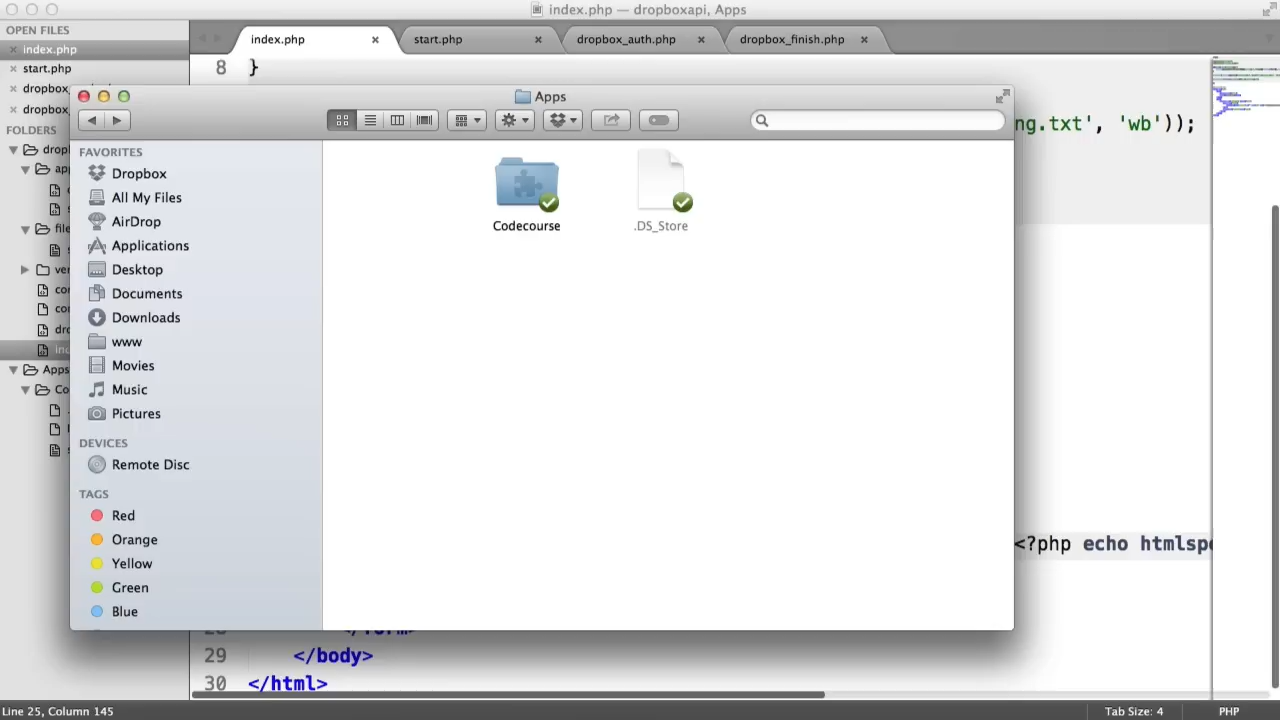 index.php — dropboxapi, Apps
OPEN FILES
index.php
start.php
dropbox
dropbox
FOLDERS
Apps
index.php
start.php
dropbox_auth.php
dropbox_finish.php
8 }
ng.txt', 'wb'));
<?php echo htmlspe
29 </body>
30 </html>
Apps
FAVORITES
Dropbox
All My Files
AirDrop
Applications
Desktop
Documents
Downloads
www
Movies
Music
Pictures
DEVICES
Remote Disc
TAGS
Red
Orange
Yellow
Green
Blue
Codecourse
.DS_Store
Line 25, Column 145
Tab Size: 4
PHP